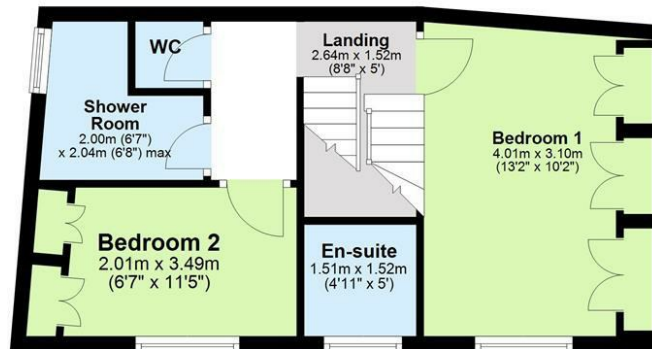 WC
Landing
2.64m x 1.52m
(8'8" x 5')
Shower
Room
2.00m (6'7")
x 2.04m (6'8") max
Bedroom 1
4.01m x 3.10m
(13'2" x 10'2")
Bedroom 2
2.01m x 3.49m
(6'7" x 11'5")
En-suite
1.51m x 1.52m
(4'11" x 5')